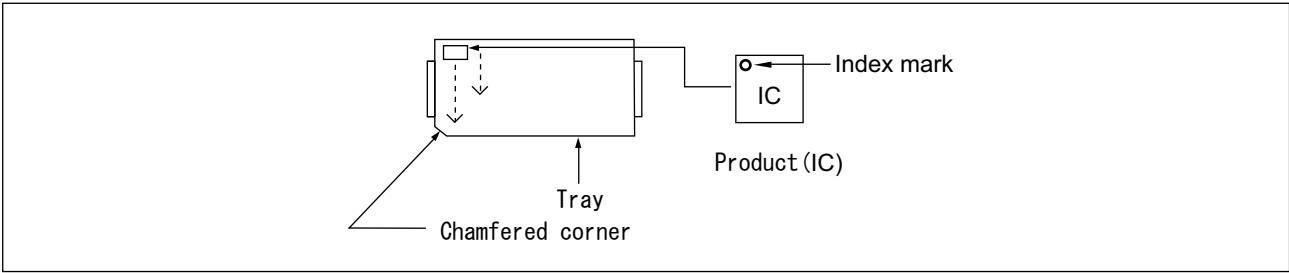 Index mark
IC
Product(IC)
Tray
Chamfered corner